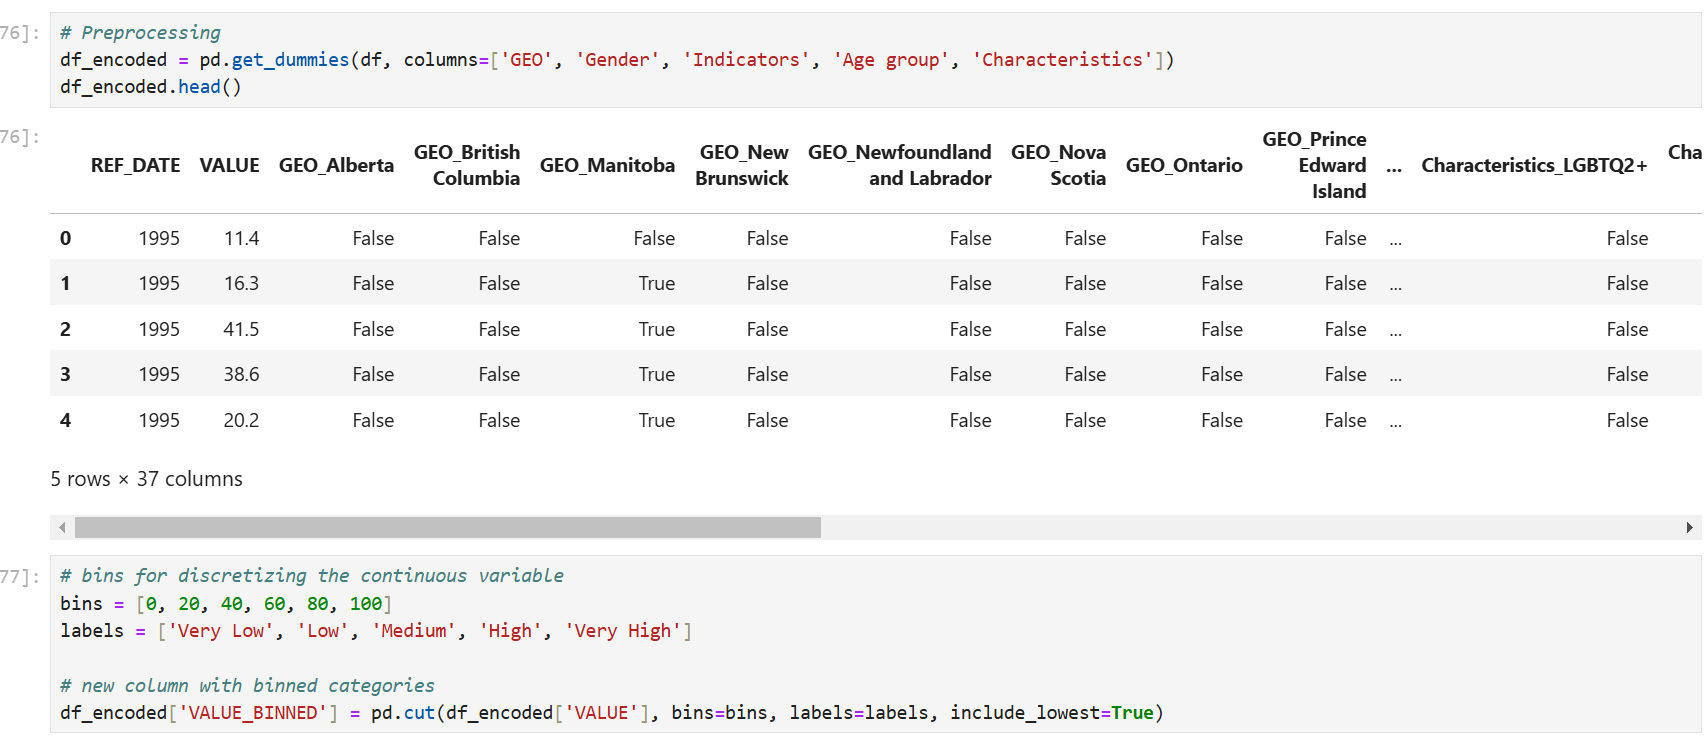 76]: # Preprocessing
df_encoded = pd.get_dummies(df, columns=['GEO', 'Gender', 'Indicators', 'Age group', 'Characteristics'])
df_encoded.head()
76]:
REF_DATE VALUE GEO_Alberta GEO_British Columbia GEO_Manitoba GEO_New Brunswick GEO_Newfoundland and Labrador GEO_Nova Scotia GEO_Ontario GEO_Prince Edward Island ... Characteristics_LGBTQ2+ Cha
0 1995 11.4 False False False False False False False False ... False
1 1995 16.3 False False True False False False False False ... False
2 1995 41.5 False False True False False False False False ... False
3 1995 38.6 False False True False False False False False ... False
4 1995 20.2 False False True False False False False False ... False
5 rows × 37 columns
77]: # bins for discretizing the continuous variable
bins = [0, 20, 40, 60, 80, 100]
labels = ['Very Low', 'Low', 'Medium', 'High', 'Very High']
# new column with binned categories
df_encoded['VALUE_BINNED'] = pd.cut(df_encoded['VALUE'], bins=bins, labels=labels, include_lowest=True)